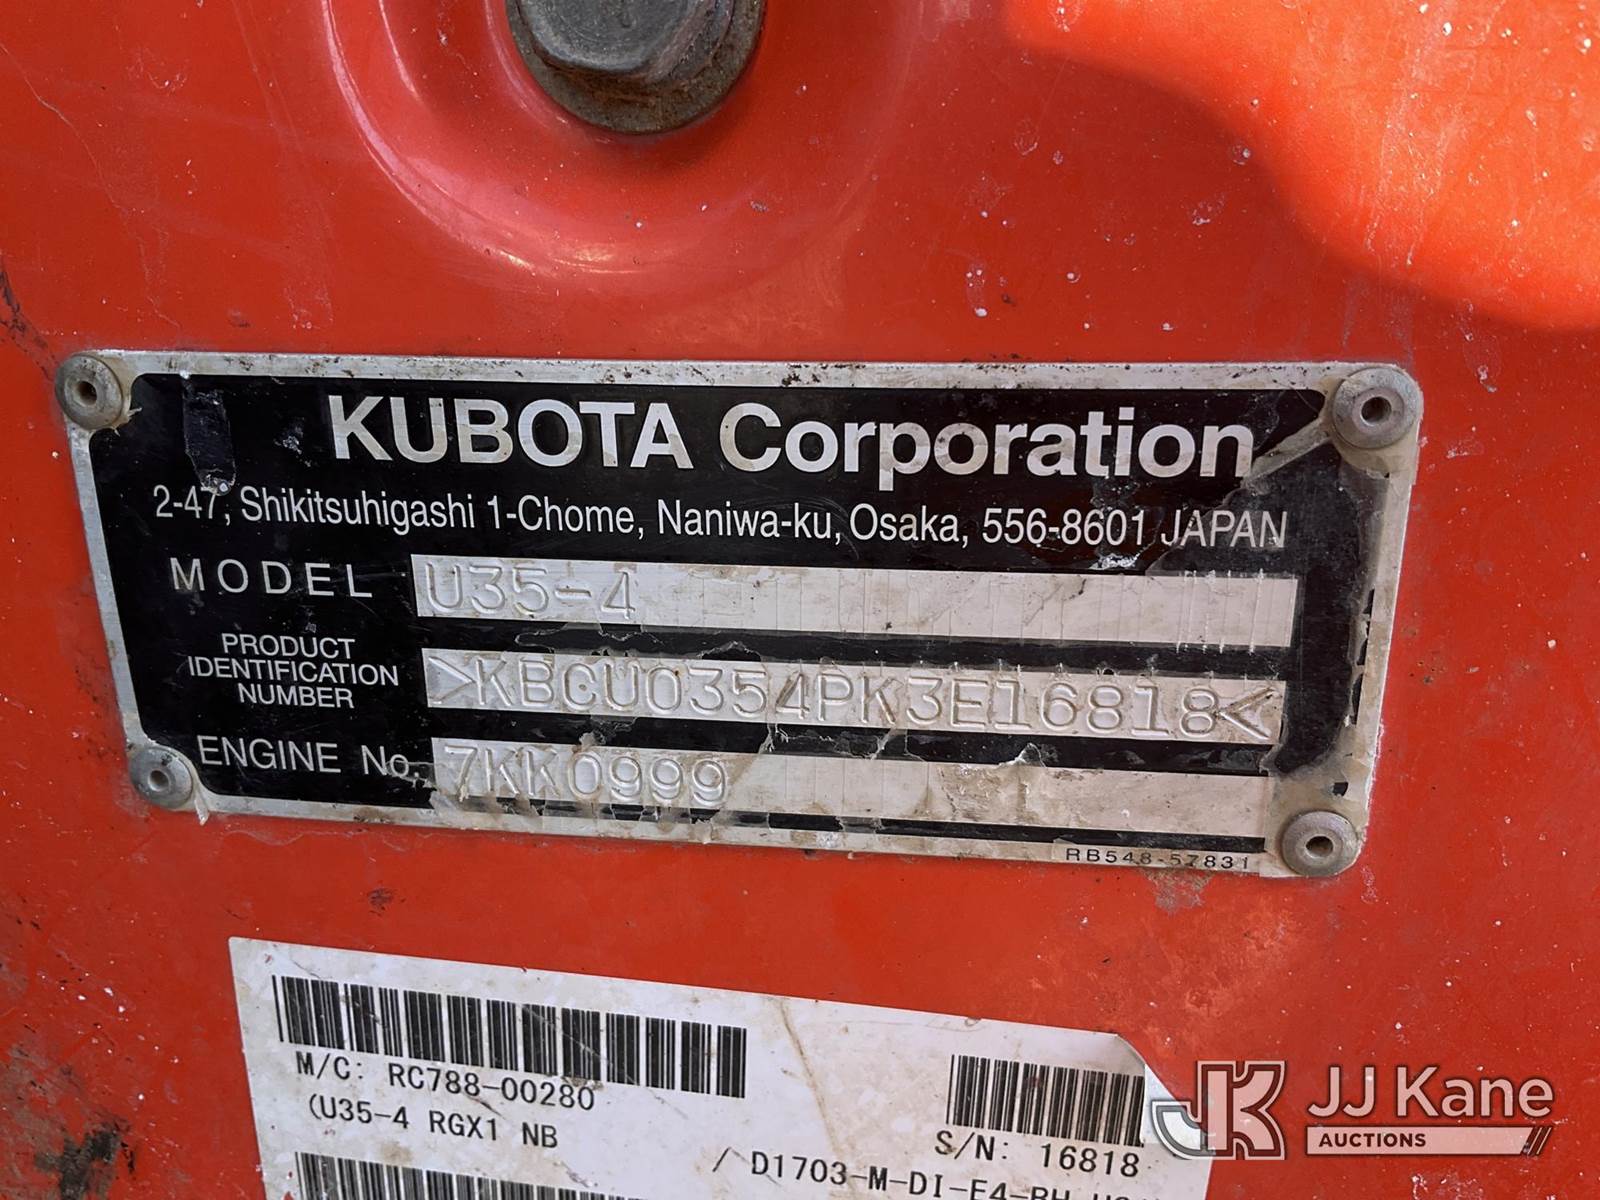 KUBOTA Corporation
2-47, Shikitsuhigashi 1-Chome, Naniwa-ku, Osaka, 556-8601 JAPAN
MODEL U35-4
PRODUCT
IDENTIFICATION
NUMBER
>KBCU0354PK3E16818<
ENGINE No. 7KK0999
RB548-57831
M/C: RC788-00280
(U35-4 RGX1 NB
S/N: 16818
/ D1703-M-DI-E4-BH
JK JJ Kane
AUCTIONS